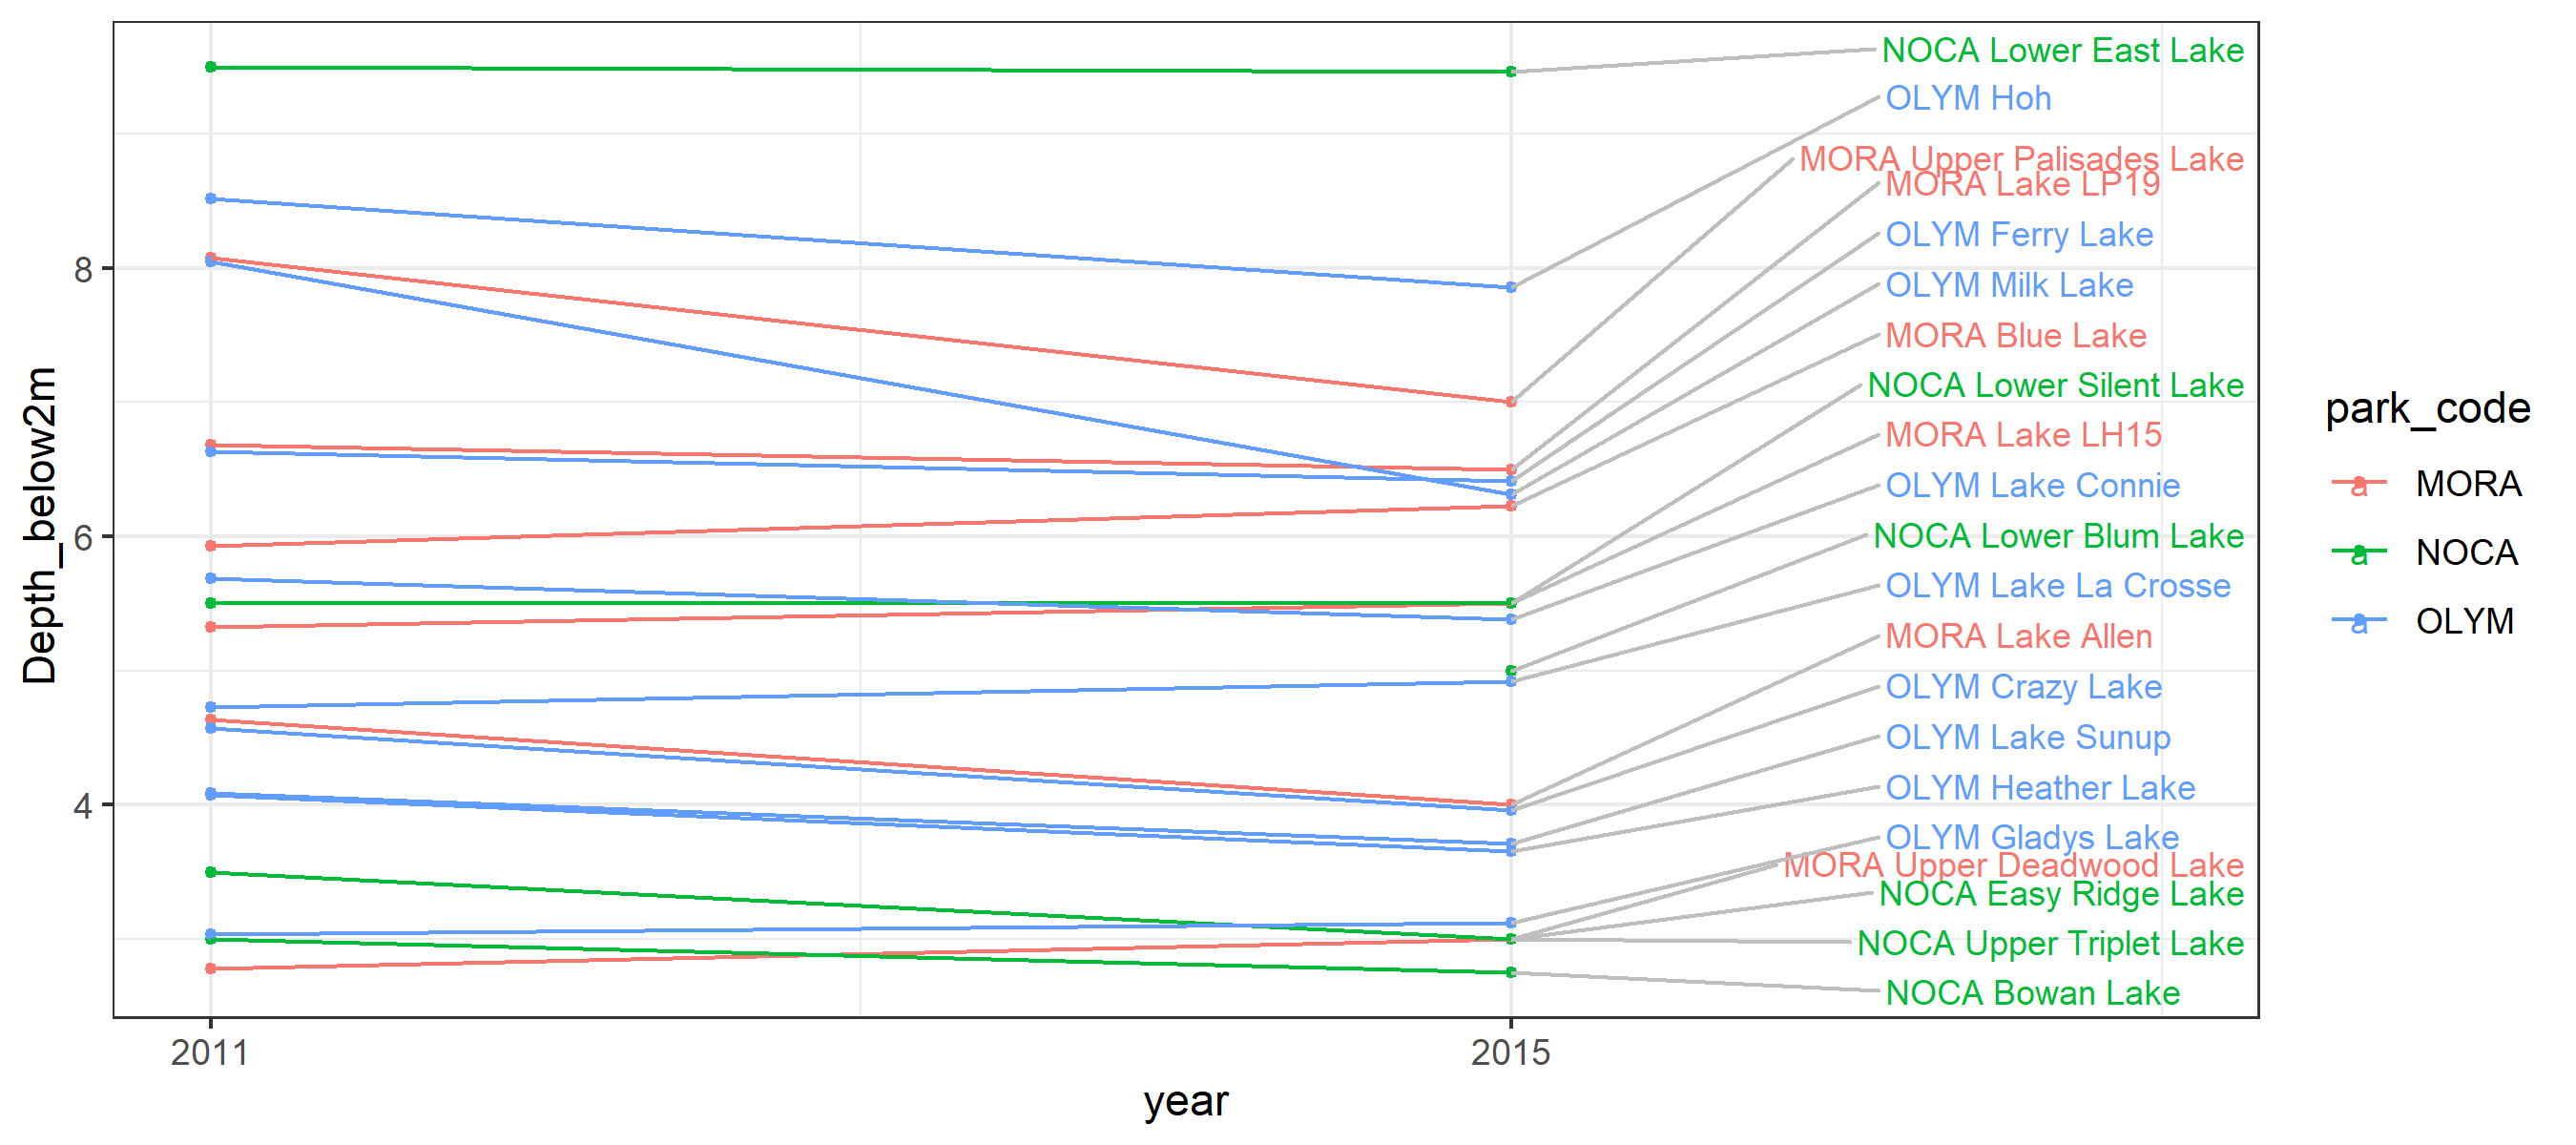 NOCA Lower East Lake
OLYM Hoh
MORA Upper Palisades Lake
MORA Lake LP19
OLYM Ferry Lake
8
OLYM Milk Lake
MORA Blue Lake
NOCA Lower Silent Lake
park_code
MORA Lake LH15
a MORA
OLYM Lake Connie
Depth_below2m
6
NOCA Lower Blum Lake
a NOCA
OLYM Lake La Crosse
a OLYM
MORA Lake Allen
OLYM Crazy Lake
OLYM Lake Sunup
OLYM Heather Lake
4
OLYM Gladys Lake
MORA Upper Deadwood Lake
NOCA Easy Ridge Lake
NOCA Upper Triplet Lake
NOCA Bowan Lake
2011 2015
year